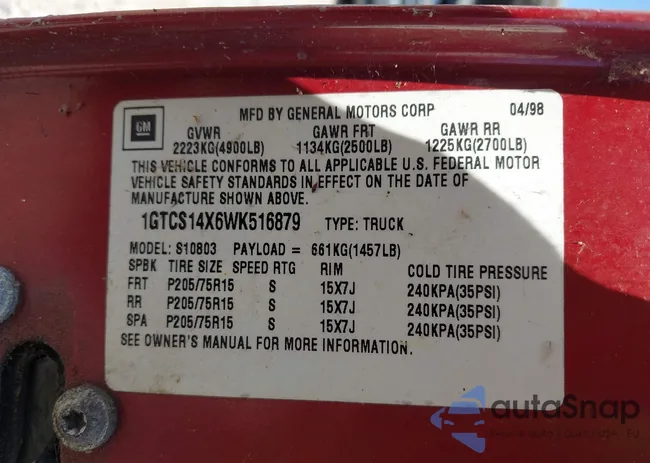 MFD BY GENERAL MOTORS CORP 04/98
GM
GVWR GAWR FRT GAWR RR
2223KG(4900LB) 1134KG(2500LB) 1225KG(2700LB)
THIS VEHICLE CONFORMS TO ALL APPLICABLE U.S. FEDERAL MOTOR
VEHICLE SAFETY STANDARDS IN EFFECT ON THE DATE OF
MANUFACTURE SHOWN ABOVE.
1GTCS14X6WK516879 TYPE: TRUCK
MODEL: S10803 PAYLOAD = 661KG(1457LB)
SPBK TIRE SIZE SPEED RTG RIM COLD TIRE PRESSURE
FRT P205/75R15 S 15X7J 240KPA(35PSI)
RR P205/75R15 S 15X7J 240KPA(35PSI)
SPA P205/75R15 S 15X7J 240KPA(35PSI)
SEE OWNER'S MANUAL FOR MORE INFORMATION.
autoSnap